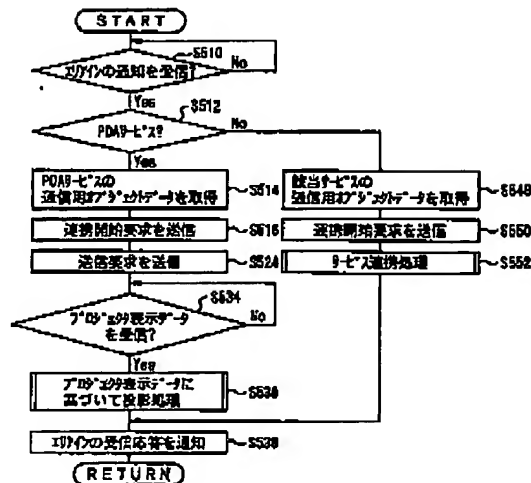 START
エリアインの通知を受信?
S510
No
Yes
PDAサービス?
S512
No
Yes
PDAサービスの
通信用オブジェクトデータを取得
S514
連携開始要求を送信
S516
送信要求を送信
S524
プロジェクタ表示データ
を受信?
S534
No
Yes
プロジェクタ表示データに
基づいて投影処理
エリアインの受信応答を通知
RETURN
該当サービスの
通信用オブジェクトデータを取得
連携開始要求を送信
S550
サービス連携処理
S552